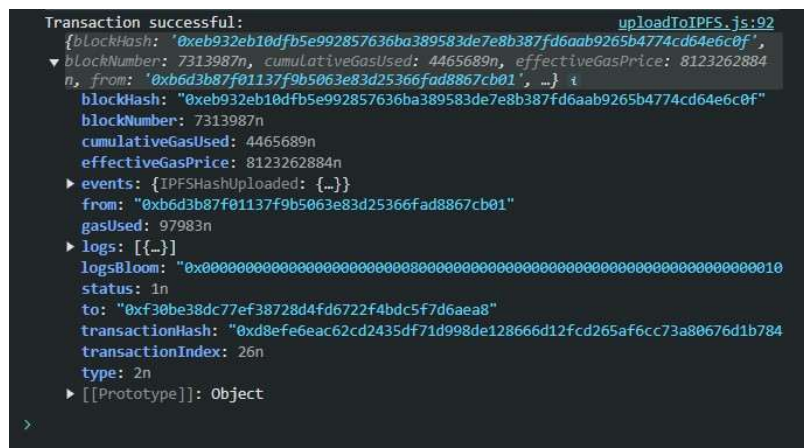 Transaction successful: uploadToIPFS.js:92
{blockHash: '0xeb932eb10dfb5e992857636ba389583de7e8b387fd6aab9265b4774cd64e6c0f',
▼ blockNumber: 7313987n, cumulativeGasUsed: 4465689n, effectiveGasPrice: 8123262884
n, from: '0xb6d3b87f01137f9b5063e83d25366fad8867cb01', …} i
blockHash: "0xeb932eb10dfb5e992857636ba389583de7e8b387fd6aab9265b4774cd64e6c0f"
blockNumber: 7313987n
cumulativeGasUsed: 4465689n
effectiveGasPrice: 8123262884n
▶ events: {IPFSHashUploaded: {…}}
from: "0xb6d3b87f01137f9b5063e83d25366fad8867cb01"
gasUsed: 97983n
▶ logs: [{…}]
logsBloom: "0x00000000000000000000000800000000000000000000000000000000000000000010
status: 1n
to: "0xf30be38dc77ef38728d4fd6722f4bdc5f7d6aea8"
transactionHash: "0xd8efe6eac62cd2435df71d998de128666d12fcd265af6cc73a80676d1b784
transactionIndex: 26n
type: 2n
▶ [[Prototype]]: Object
>